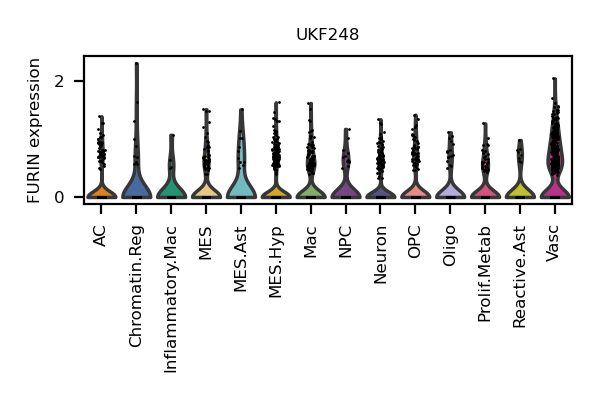 UKF248
FURIN expression
2
0
AC
Chromatin.Reg
Inflammatory.Mac
MES
MES.Ast
MES.Hyp
Mac
NPC
Neuron
OPC
Oligo
Prolif.Metab
Reactive.Ast
Vasc